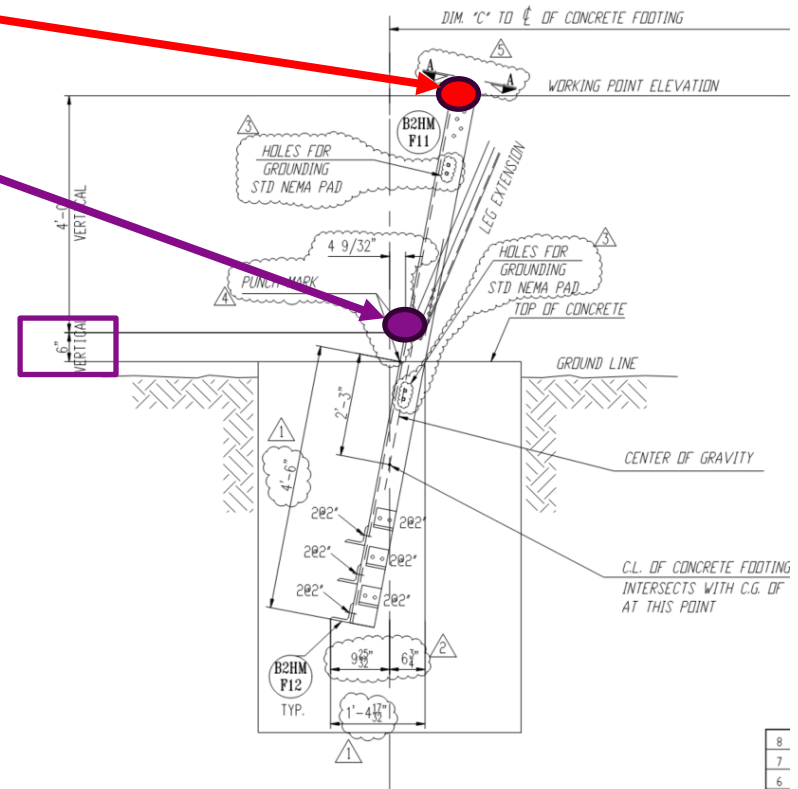 DIM. "C" TO ℄ OF CONCRETE FOOTING
5
A A
WORKING POINT ELEVATION
B2HM
F11
3
HOLES FOR
GROUNDING
STD NEMA PAD
LEG EXTENSION
VERTICAL
4 9/32"
3
HOLES FOR
GROUNDING
STD NEMA PAD
PUNCH MARK
4
TOP OF CONCRETE
6"
VERTICAL
GROUND LINE
2'-3"
1
4'-6"
CENTER OF GRAVITY
2@2" 2@2"
2@2" 2@2"
2@2" 2@2"
C.L. OF CONCRETE FOOTING
INTERSECTS WITH C.G. OF
AT THIS POINT
B2HM
F12
TYP.
9 25/32" 6 3/4"
2
1'-4 17/32"
1
8
7
6